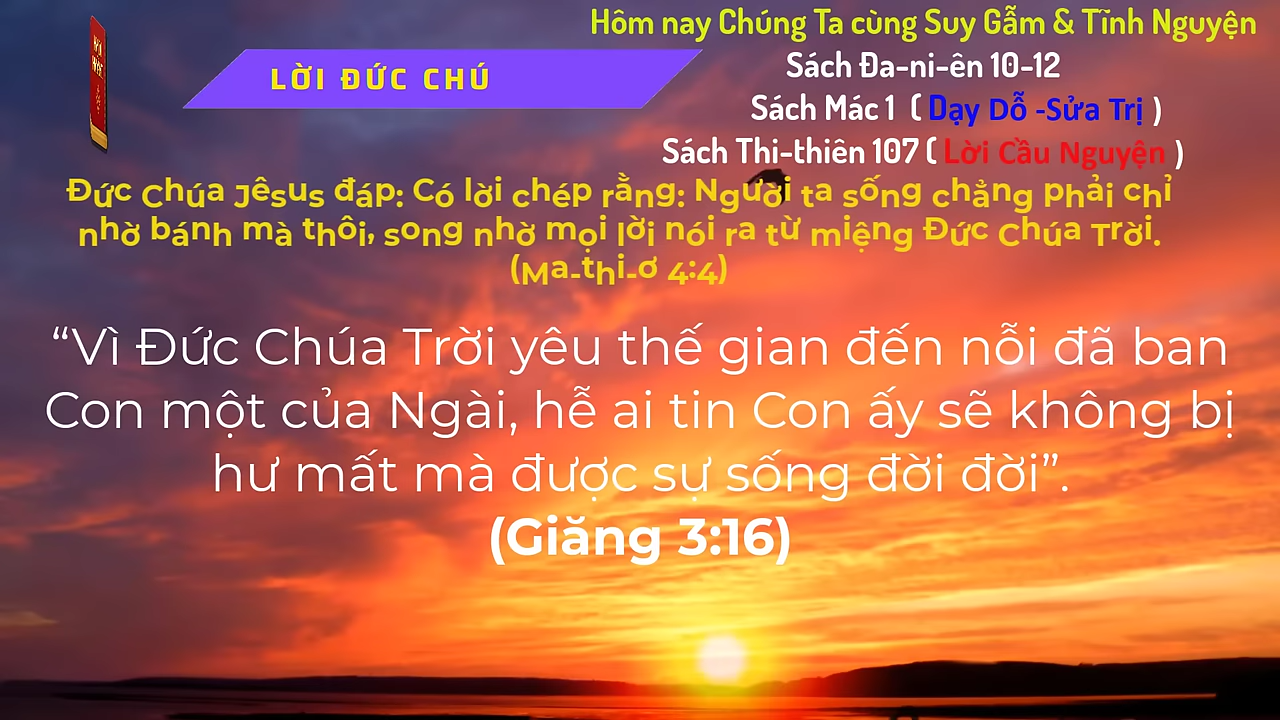 Hôm nay Chúng Ta cùng Suy Gẫm & Tĩnh Nguyện
LỜI ĐỨC CHÚ
Sách Đa-ni-ên 10-12
Sách Mác 1 ( Dạy Dỗ -Sửa Trị )
Sách Thi-thiên 107 ( Lời Cầu Nguyện )
Đức Chúa Jêsus đáp: Có lời chép rằng: Người ta sống chẳng phải chỉ
nhờ bánh mà thôi, song nhờ mọi lời nói ra từ miệng Đức Chúa Trời.
(Ma-thi-ơ 4:4)
“Vì Đức Chúa Trời yêu thế gian đến nỗi đã ban
Con một của Ngài, hễ ai tin Con ấy sẽ không bị
hư mất mà được sự sống đời đời”.
(Giăng 3:16)